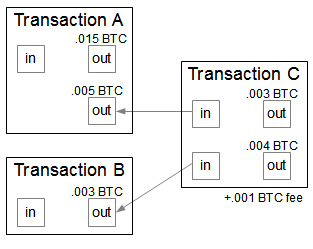 Transaction A
.015 BTC
in
out
.005 BTC
out
Transaction B
.003 BTC
in
out
Transaction C
.003 BTC
in
out
.004 BTC
in
out
+.001 BTC fee